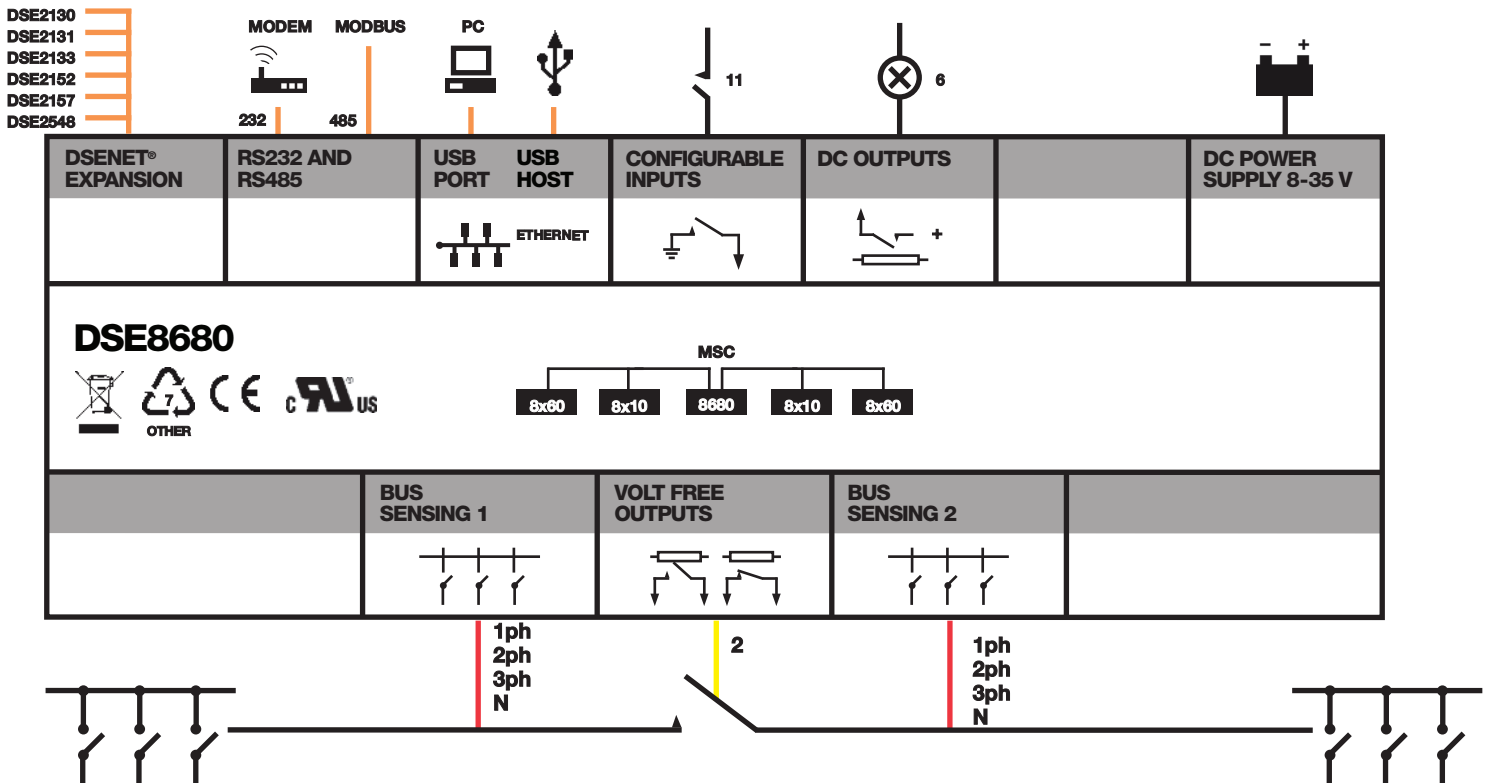 DSE2130
DSE2131
DSE2133
DSE2152
DSE2157
DSE2548
MODEM
MODBUS
PC
232
485
11
6
– +
DSENET®
EXPANSION
RS232 AND
RS485
USB
PORT
USB
HOST
CONFIGURABLE
INPUTS
DC OUTPUTS
DC POWER
SUPPLY 8-35 V
ETHERNET
+
DSE8680
7
OTHER
CE
c RU® US
MSC
8x60
8x10
8680
8x10
8x60
BUS
SENSING 1
VOLT FREE
OUTPUTS
BUS
SENSING 2
1ph
2ph
3ph
N
2
1ph
2ph
3ph
N